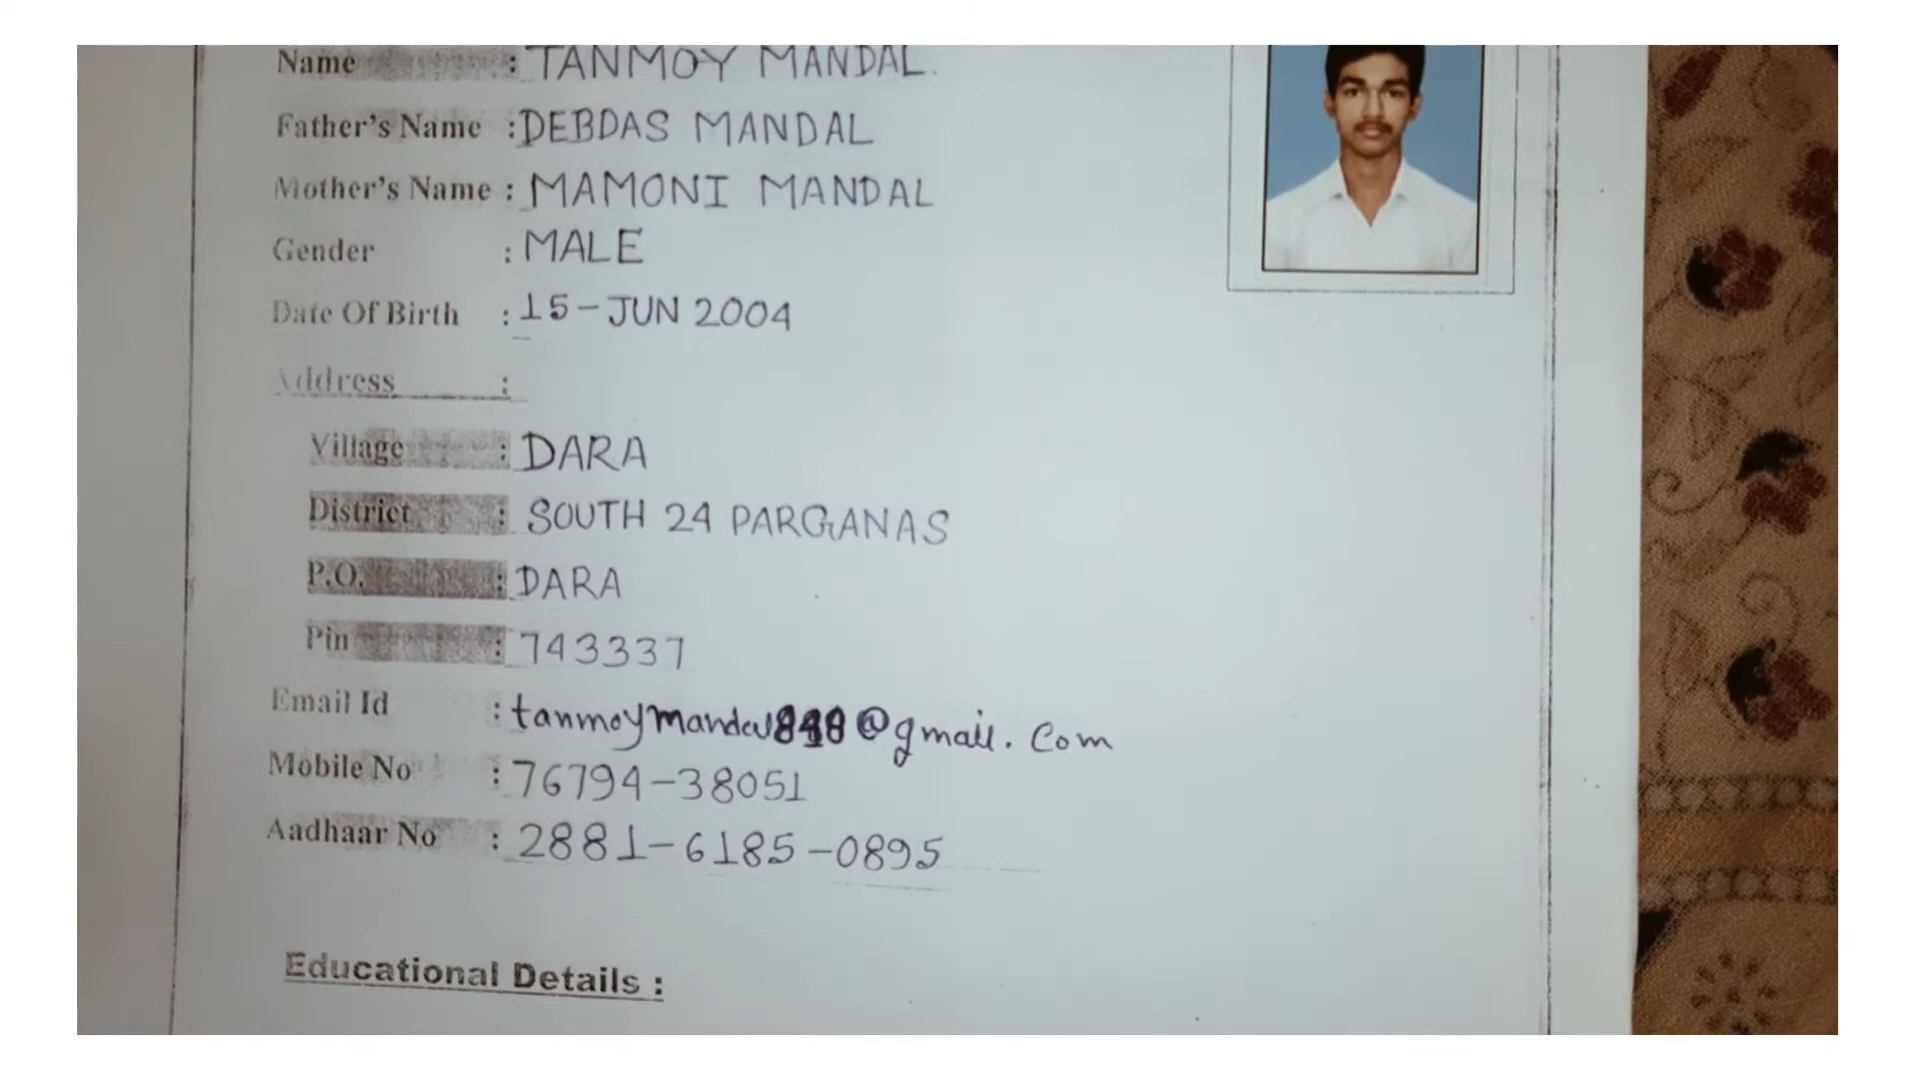 Name : TANMOY MANDAL.
Father's Name : DEBDAS MANDAL
Mother's Name : MAMONI MANDAL
Gender : MALE
Date Of Birth : 15-JUN 2004
Address :
Village : DARA
District : SOUTH 24 PARGANAS
P.O. : DARA
Pin : 743337
Email Id : @gmail.com
Mobile No : 76794-38051
Aadhaar No : 2881-6185-0895
Educational Details :